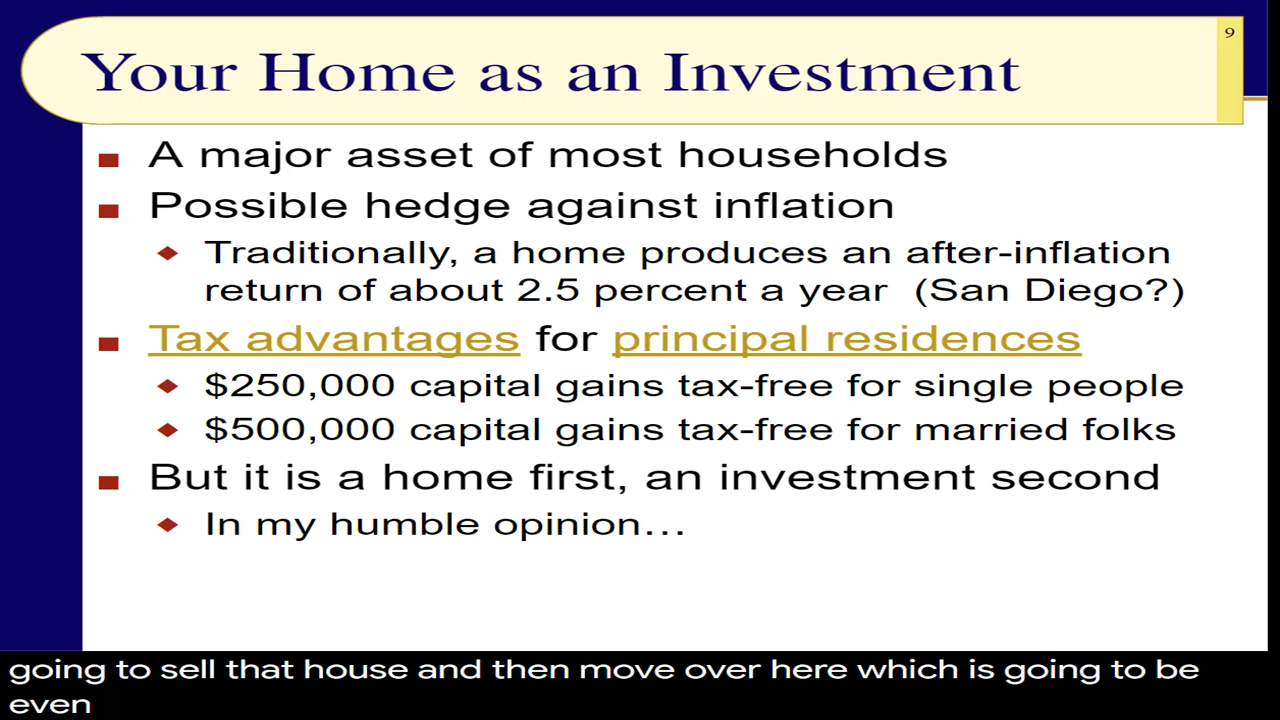 9
Your Home as an Investment
A major asset of most households
Possible hedge against inflation
Traditionally, a home produces an after-inflation
return of about 2.5 percent a year (San Diego?)
Tax advantages for principal residences
$250,000 capital gains tax-free for single people
$500,000 capital gains tax-free for married folks
But it is a home first, an investment second
In my humble opinion…
going to sell that house and then move over here which is going to be
even